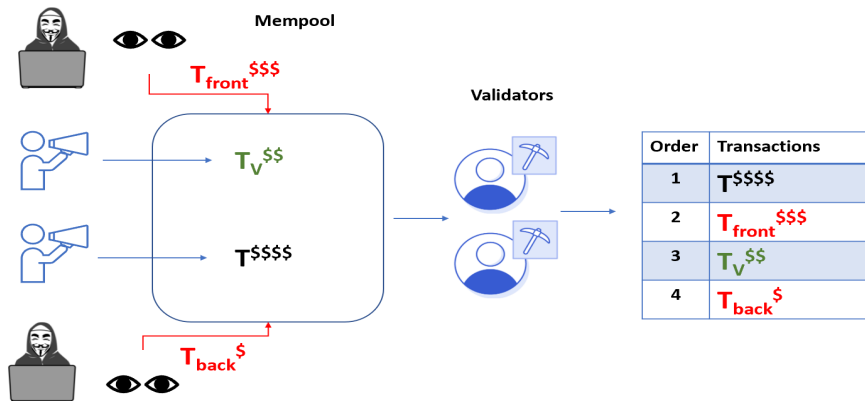 Mempool
T_front^$$$
T_V^$$
T^$$$$
T_back^$
Validators
Order Transactions
1 T^$$$$
2 T_front^$$$
3 T_V^$$
4 T_back^$